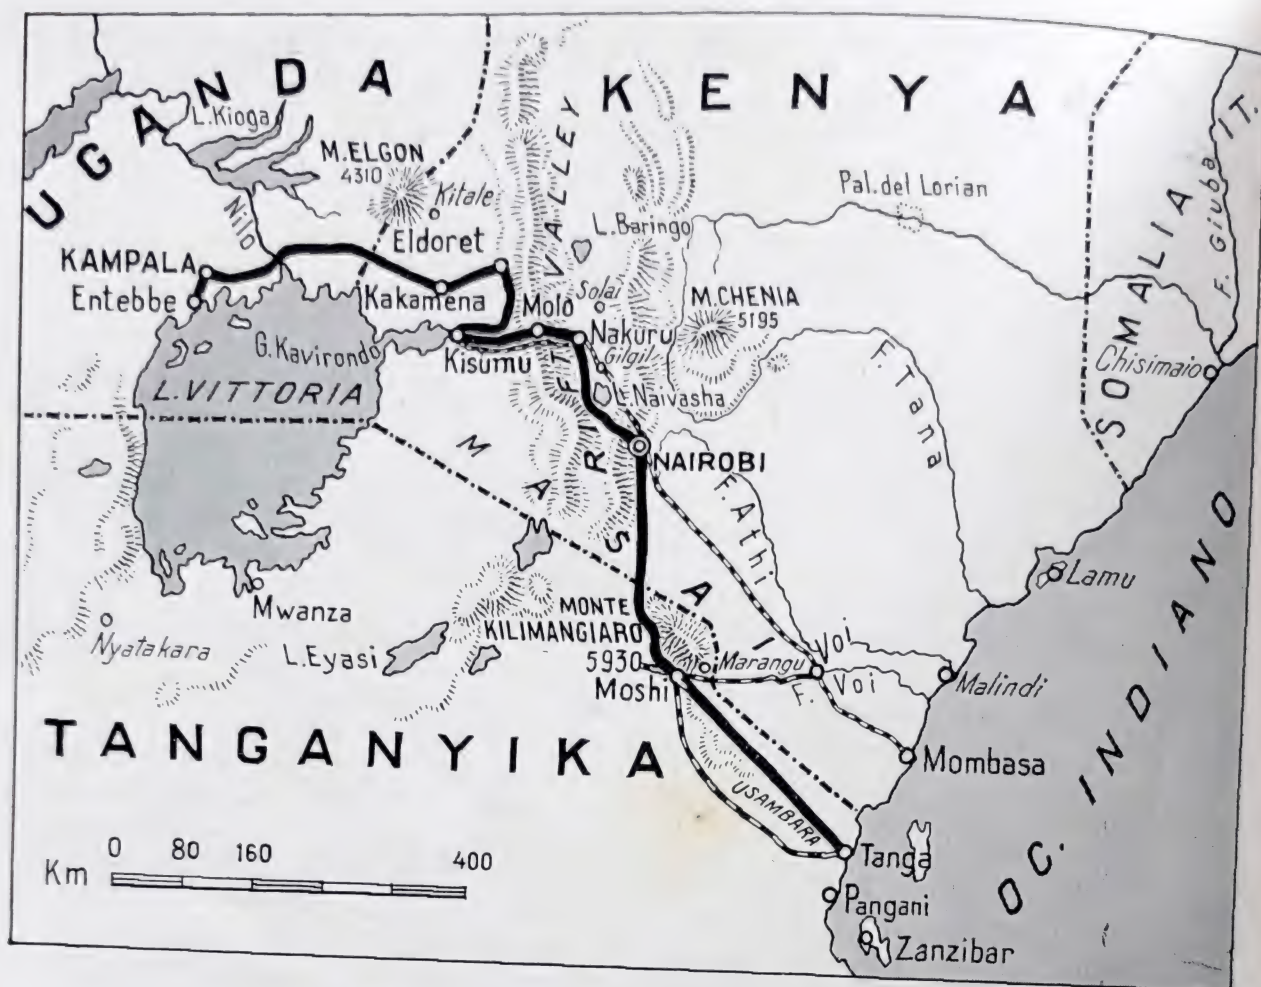 UGANDA
KENYA
SOMALIA IT.
L.Kioga
M.ELGON
4310
Kitale
RIFT VALLEY
L.Baringo
Pal.del Lorian
F. Giuba
Nilo
Eldoret
KAMPALA
Entebbe
Kakamena
Molo
Solai
M.CHENIA
5195
G.Kavirondo
Kisumu
Nakuru
Gilgil
F. Tana
Chisimaio
L.VITTORIA
L.Naivasha
NAIROBI
MASAI
F. Athi
Lamu
Mwanza
MONTE
KILIMANGIARO
5930
Nyatakara
L.Eyasi
Marangu
Voi
F. Voi
Moshi
Malindi
TANGANYIKA
Mombasa
OC. INDIANO
USAMBARA
Tanga
Pangani
Zanzibar
Km 0 80 160 400